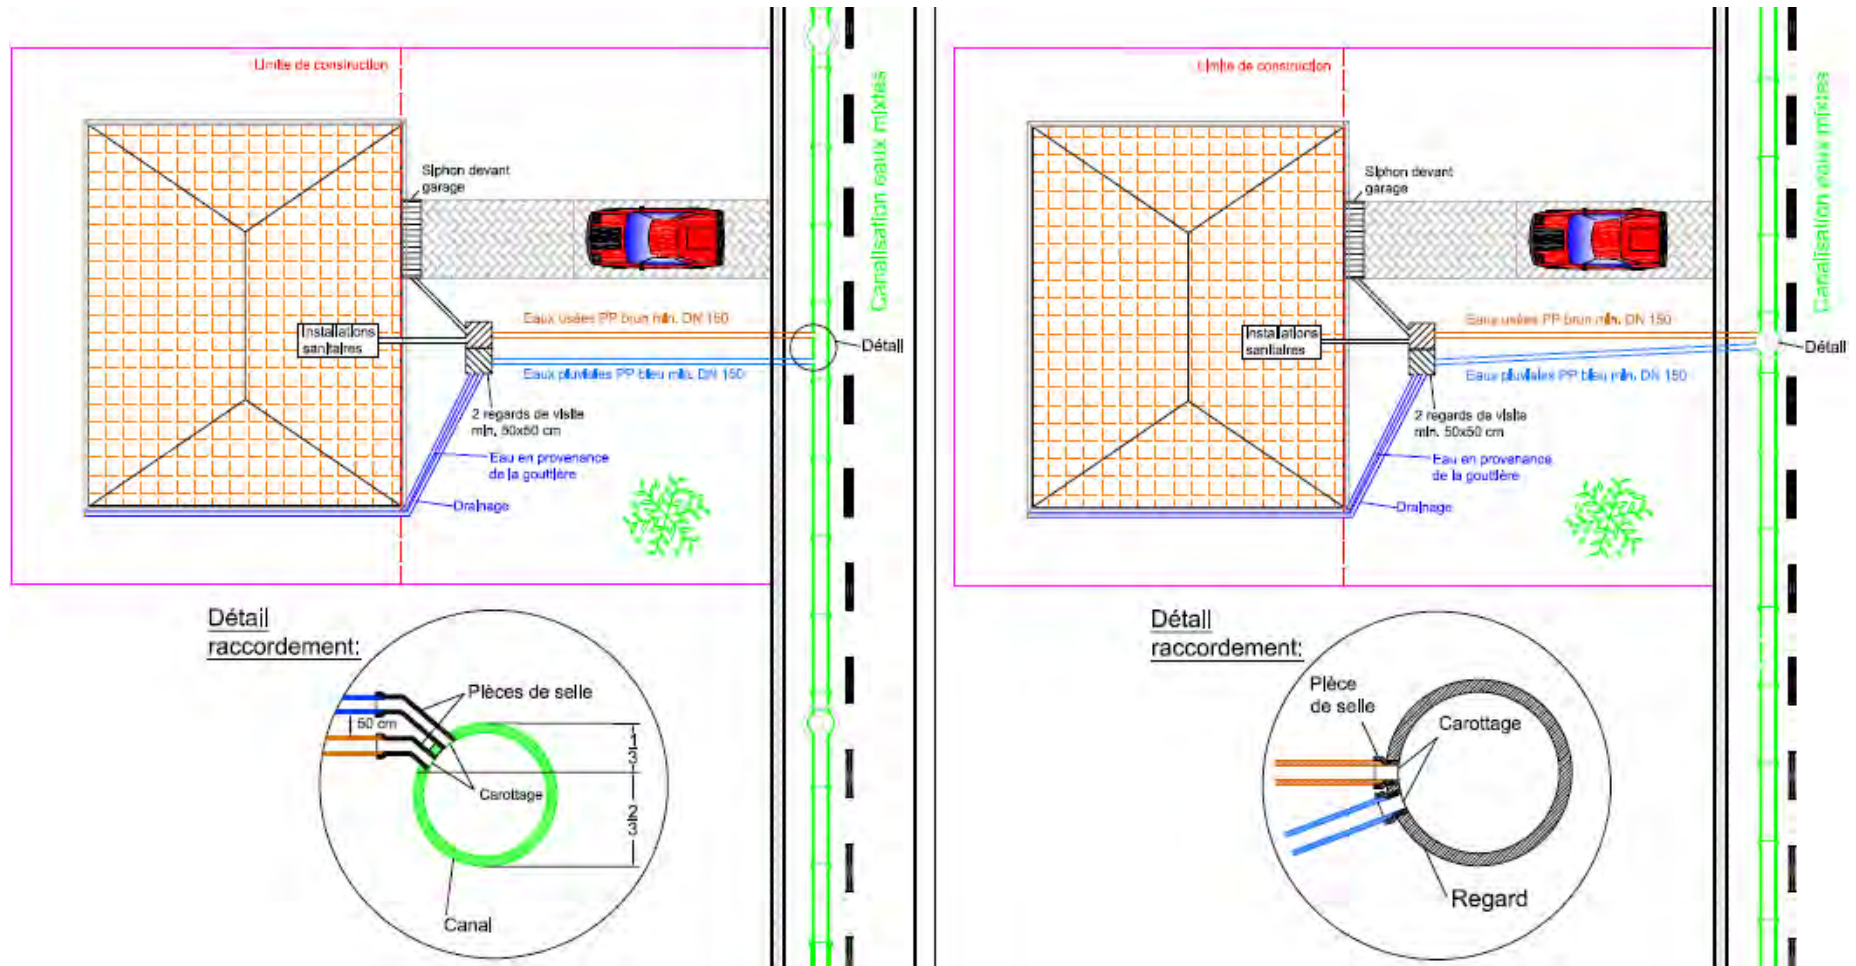 Limite de construction
Canalisation eaux mixtes
Siphon devant
garage
Installations
sanitaires
Eaux usées PP brun min. DN 150
Détail
Eaux pluviales PP bleu min. DN 150
2 regards de visite
min. 50x50 cm
Eau en provenance
de la gouttière
Drainage
Détail
raccordement:
Pièces de selle
50 cm
1
3
Carottage
2
3
Canal
Limite de construction
Canalisation eaux mixtes
Siphon devant
garage
Installations
sanitaires
Eaux usées PP brun min. DN 150
Détail
Eaux pluviales PP bleu min. DN 150
2 regards de visite
min. 50x50 cm
Eau en provenance
de la gouttière
Drainage
Détail
raccordement:
Pièce
de selle
Carottage
Regard